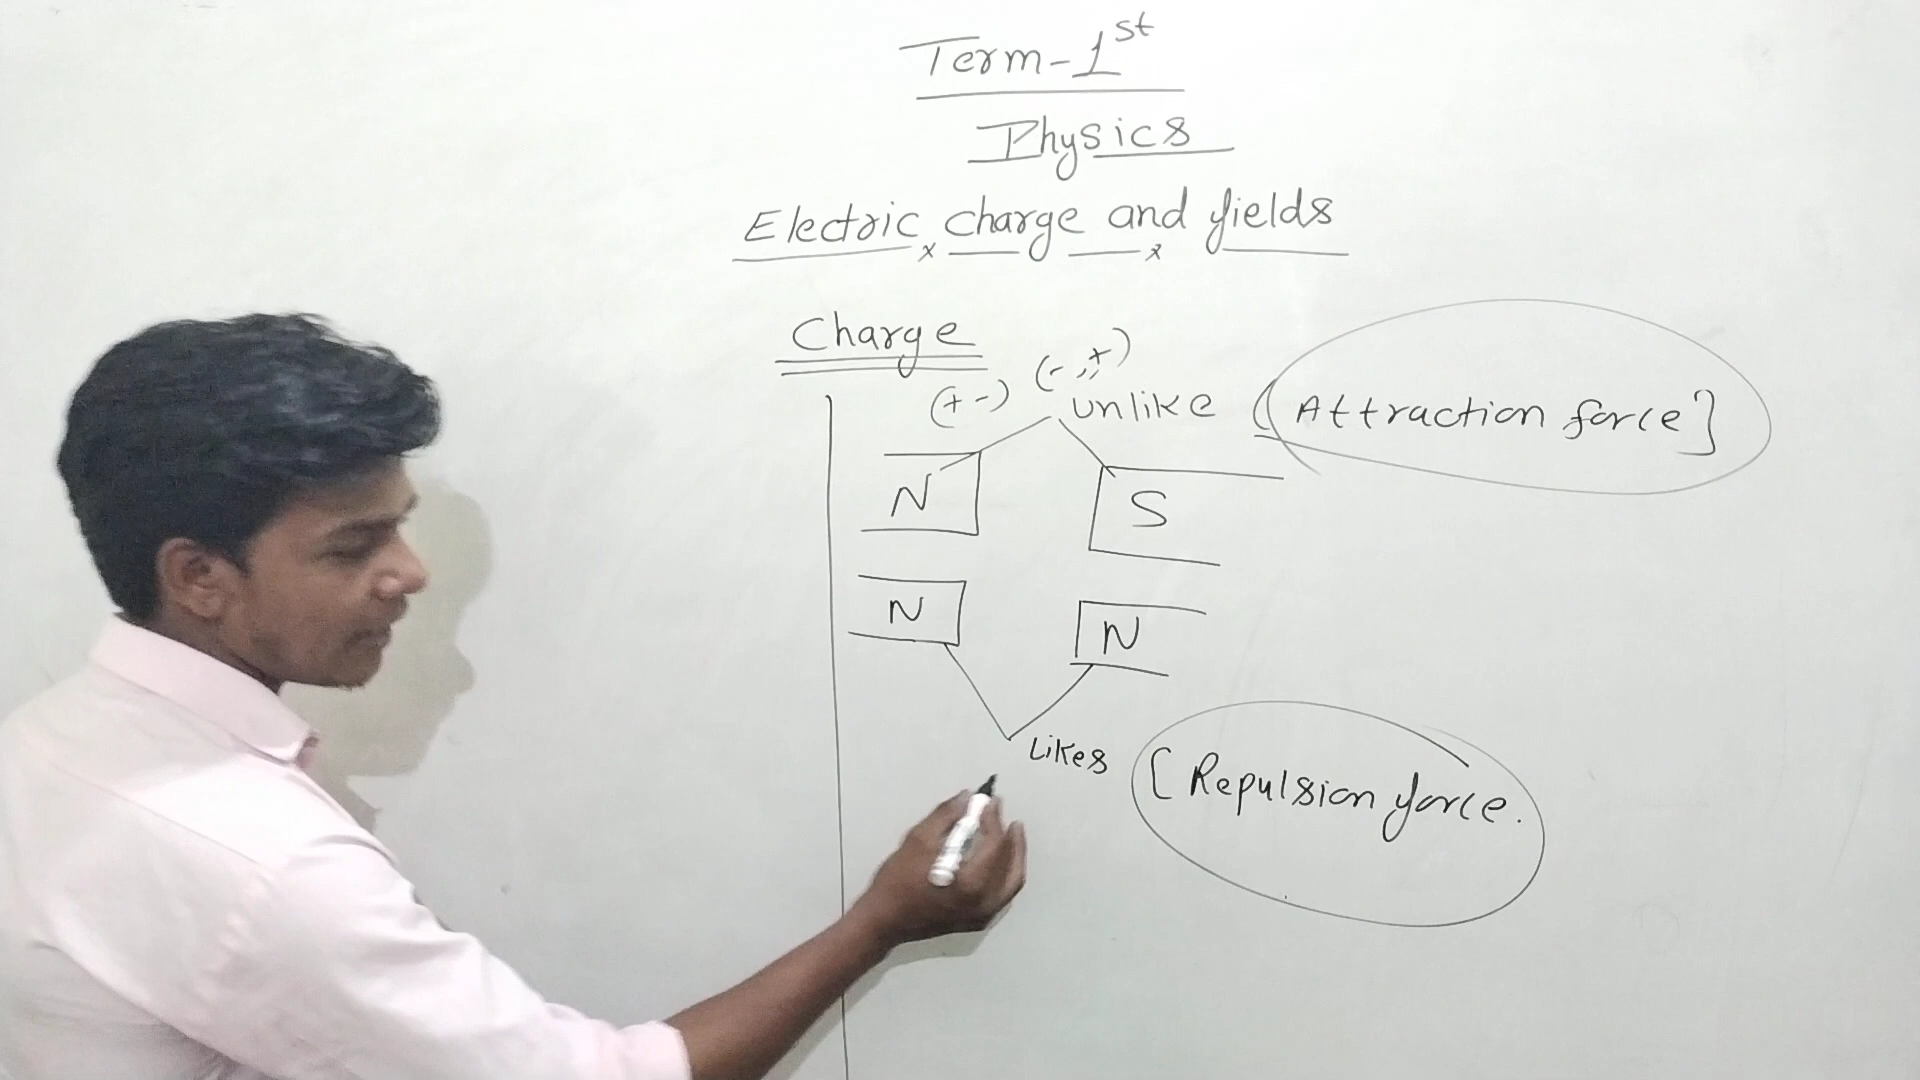 Term-1st
Physics
Electric charge and fields
Charge
(+ -) (- , +)
unlike [Attraction force]
N S
N N
Likes [Repulsion force.